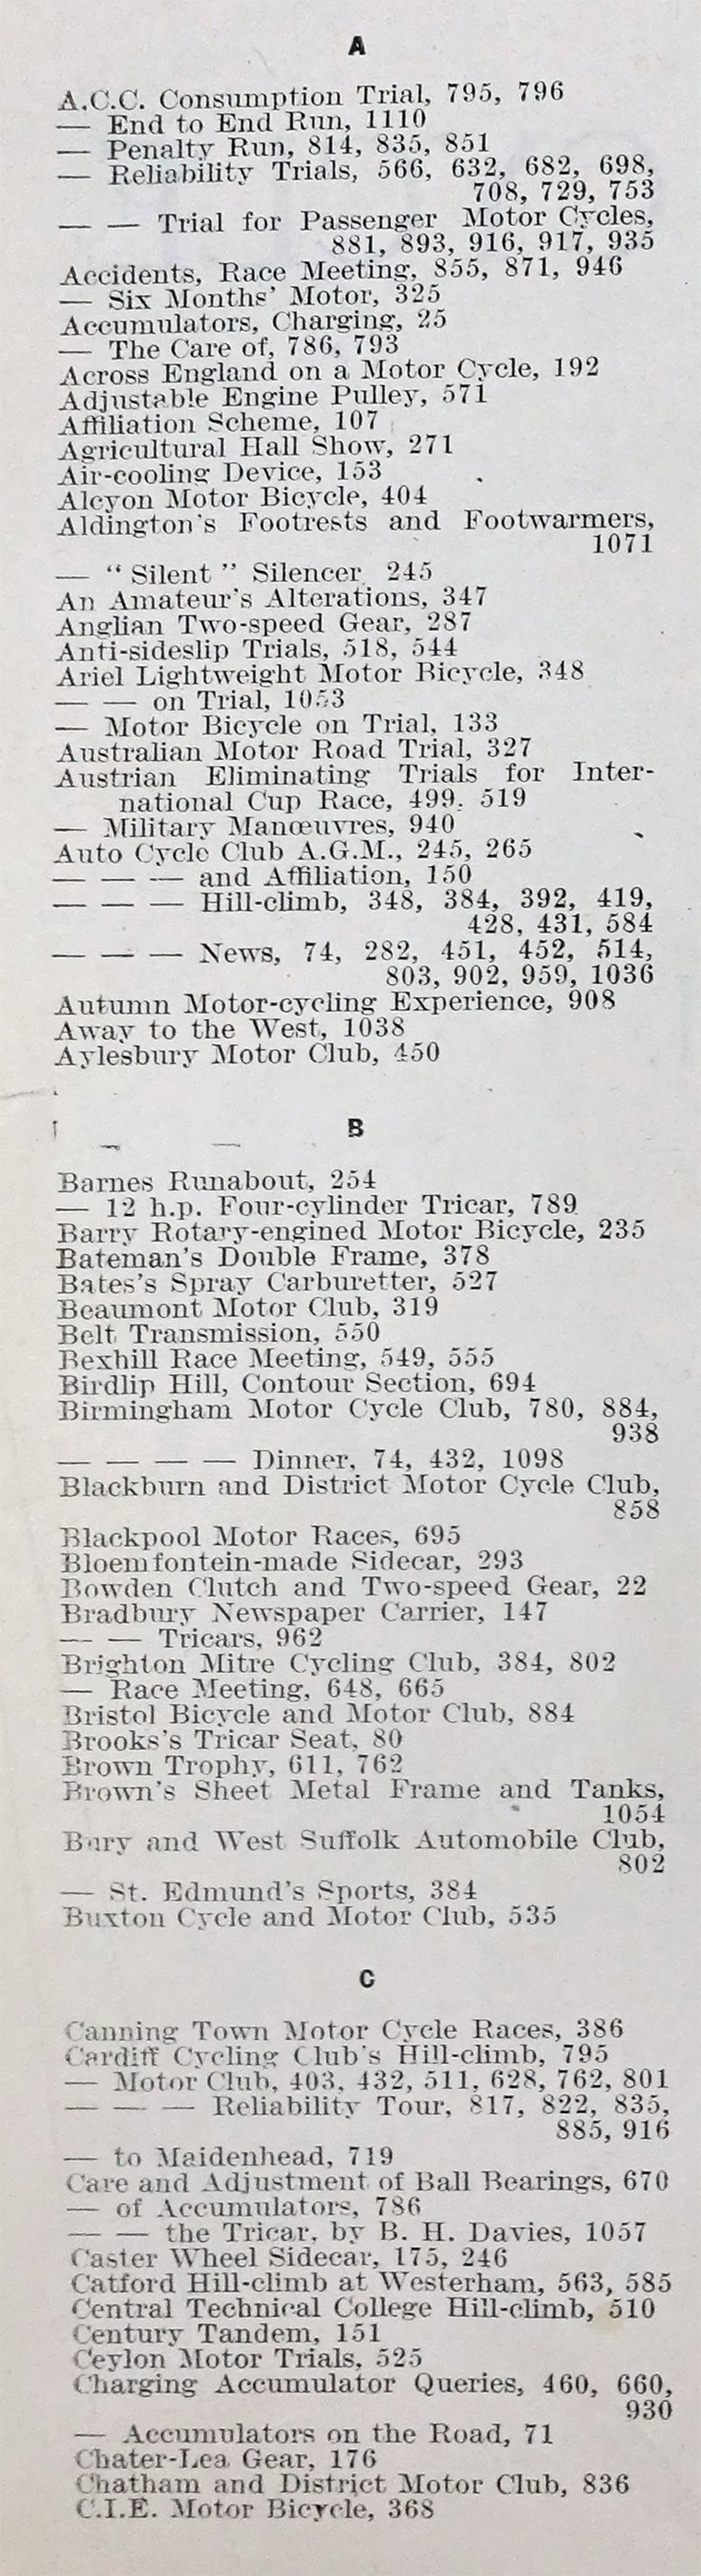 A
A.C.C. Consumption Trial, 795, 796
— End to End Run, 1110
— Penalty Run, 814, 835, 851
— Reliability Trials, 566, 632, 682, 698,
708, 729, 753
— — Trial for Passenger Motor Cycles,
881, 893, 916, 917, 935
Accidents, Race Meeting, 855, 871, 946
— Six Months' Motor, 325
Accumulators, Charging, 25
— The Care of, 786, 793
Across England on a Motor Cycle, 192
Adjustable Engine Pulley, 571
Affiliation Scheme, 107
Agricultural Hall Show, 271
Air-cooling Device, 153
Alcyon Motor Bicycle, 404
Aldington's Footrests and Footwarmers,
1071
— " Silent " Silencer 245
An Amateur's Alterations, 347
Anglian Two-speed Gear, 287
Anti-sideslip Trials, 518, 544
Ariel Lightweight Motor Bicycle, 348
— — on Trial, 1053
— Motor Bicycle on Trial, 133
Australian Motor Road Trial, 327
Austrian Eliminating Trials for Inter-
national Cup Race, 499, 519
— Military Manœuvres, 940
Auto Cycle Club A.G.M., 245, 265
— — — and Affiliation, 150
— — — Hill-climb, 348, 384, 392, 419,
428, 431, 584
— — — News, 74, 282, 451, 452, 514,
803, 902, 959, 1036
Autumn Motor-cycling Experience, 908
Away to the West, 1038
Aylesbury Motor Club, 450
B
Barnes Runabout, 254
— 12 h.p. Four-cylinder Tricar, 789
Barry Rotary-engined Motor Bicycle, 235
Bateman's Double Frame, 378
Bates's Spray Carburetter, 527
Beaumont Motor Club, 319
Belt Transmission, 550
Bexhill Race Meeting, 549, 555
Birdlip Hill, Contour Section, 694
Birmingham Motor Cycle Club, 780, 884,
938
— — — — Dinner, 74, 432, 1098
Blackburn and District Motor Cycle Club,
858
Blackpool Motor Races, 695
Bloemfontein-made Sidecar, 293
Bowden Clutch and Two-speed Gear, 22
Bradbury Newspaper Carrier, 147
— — Tricars, 962
Brighton Mitre Cycling Club, 384, 802
— Race Meeting, 648, 665
Bristol Bicycle and Motor Club, 884
Brooks's Tricar Seat, 80
Brown Trophy, 611, 762
Brown's Sheet Metal Frame and Tanks,
1054
Bury and West Suffolk Automobile Club,
802
— St. Edmund's Sports, 384
Buxton Cycle and Motor Club, 535
C
Canning Town Motor Cycle Races, 386
Cardiff Cycling Club's Hill-climb, 795
— Motor Club, 403, 432, 511, 628, 762, 801
— — — Reliability Tour, 817, 822, 835,
885, 916
— to Maidenhead, 719
Care and Adjustment of Ball Bearings, 670
— of Accumulators, 786
— — the Tricar, by B. H. Davies, 1057
Caster Wheel Sidecar, 175, 246
Catford Hill-climb at Westerham, 563, 585
Central Technical College Hill-climb, 510
Century Tandem, 151
Ceylon Motor Trials, 525
Charging Accumulator Queries, 460, 660,
930
— Accumulators on the Road, 71
Chater-Lea Gear, 176
Chatham and District Motor Club, 836
C.I.E. Motor Bicycle, 368